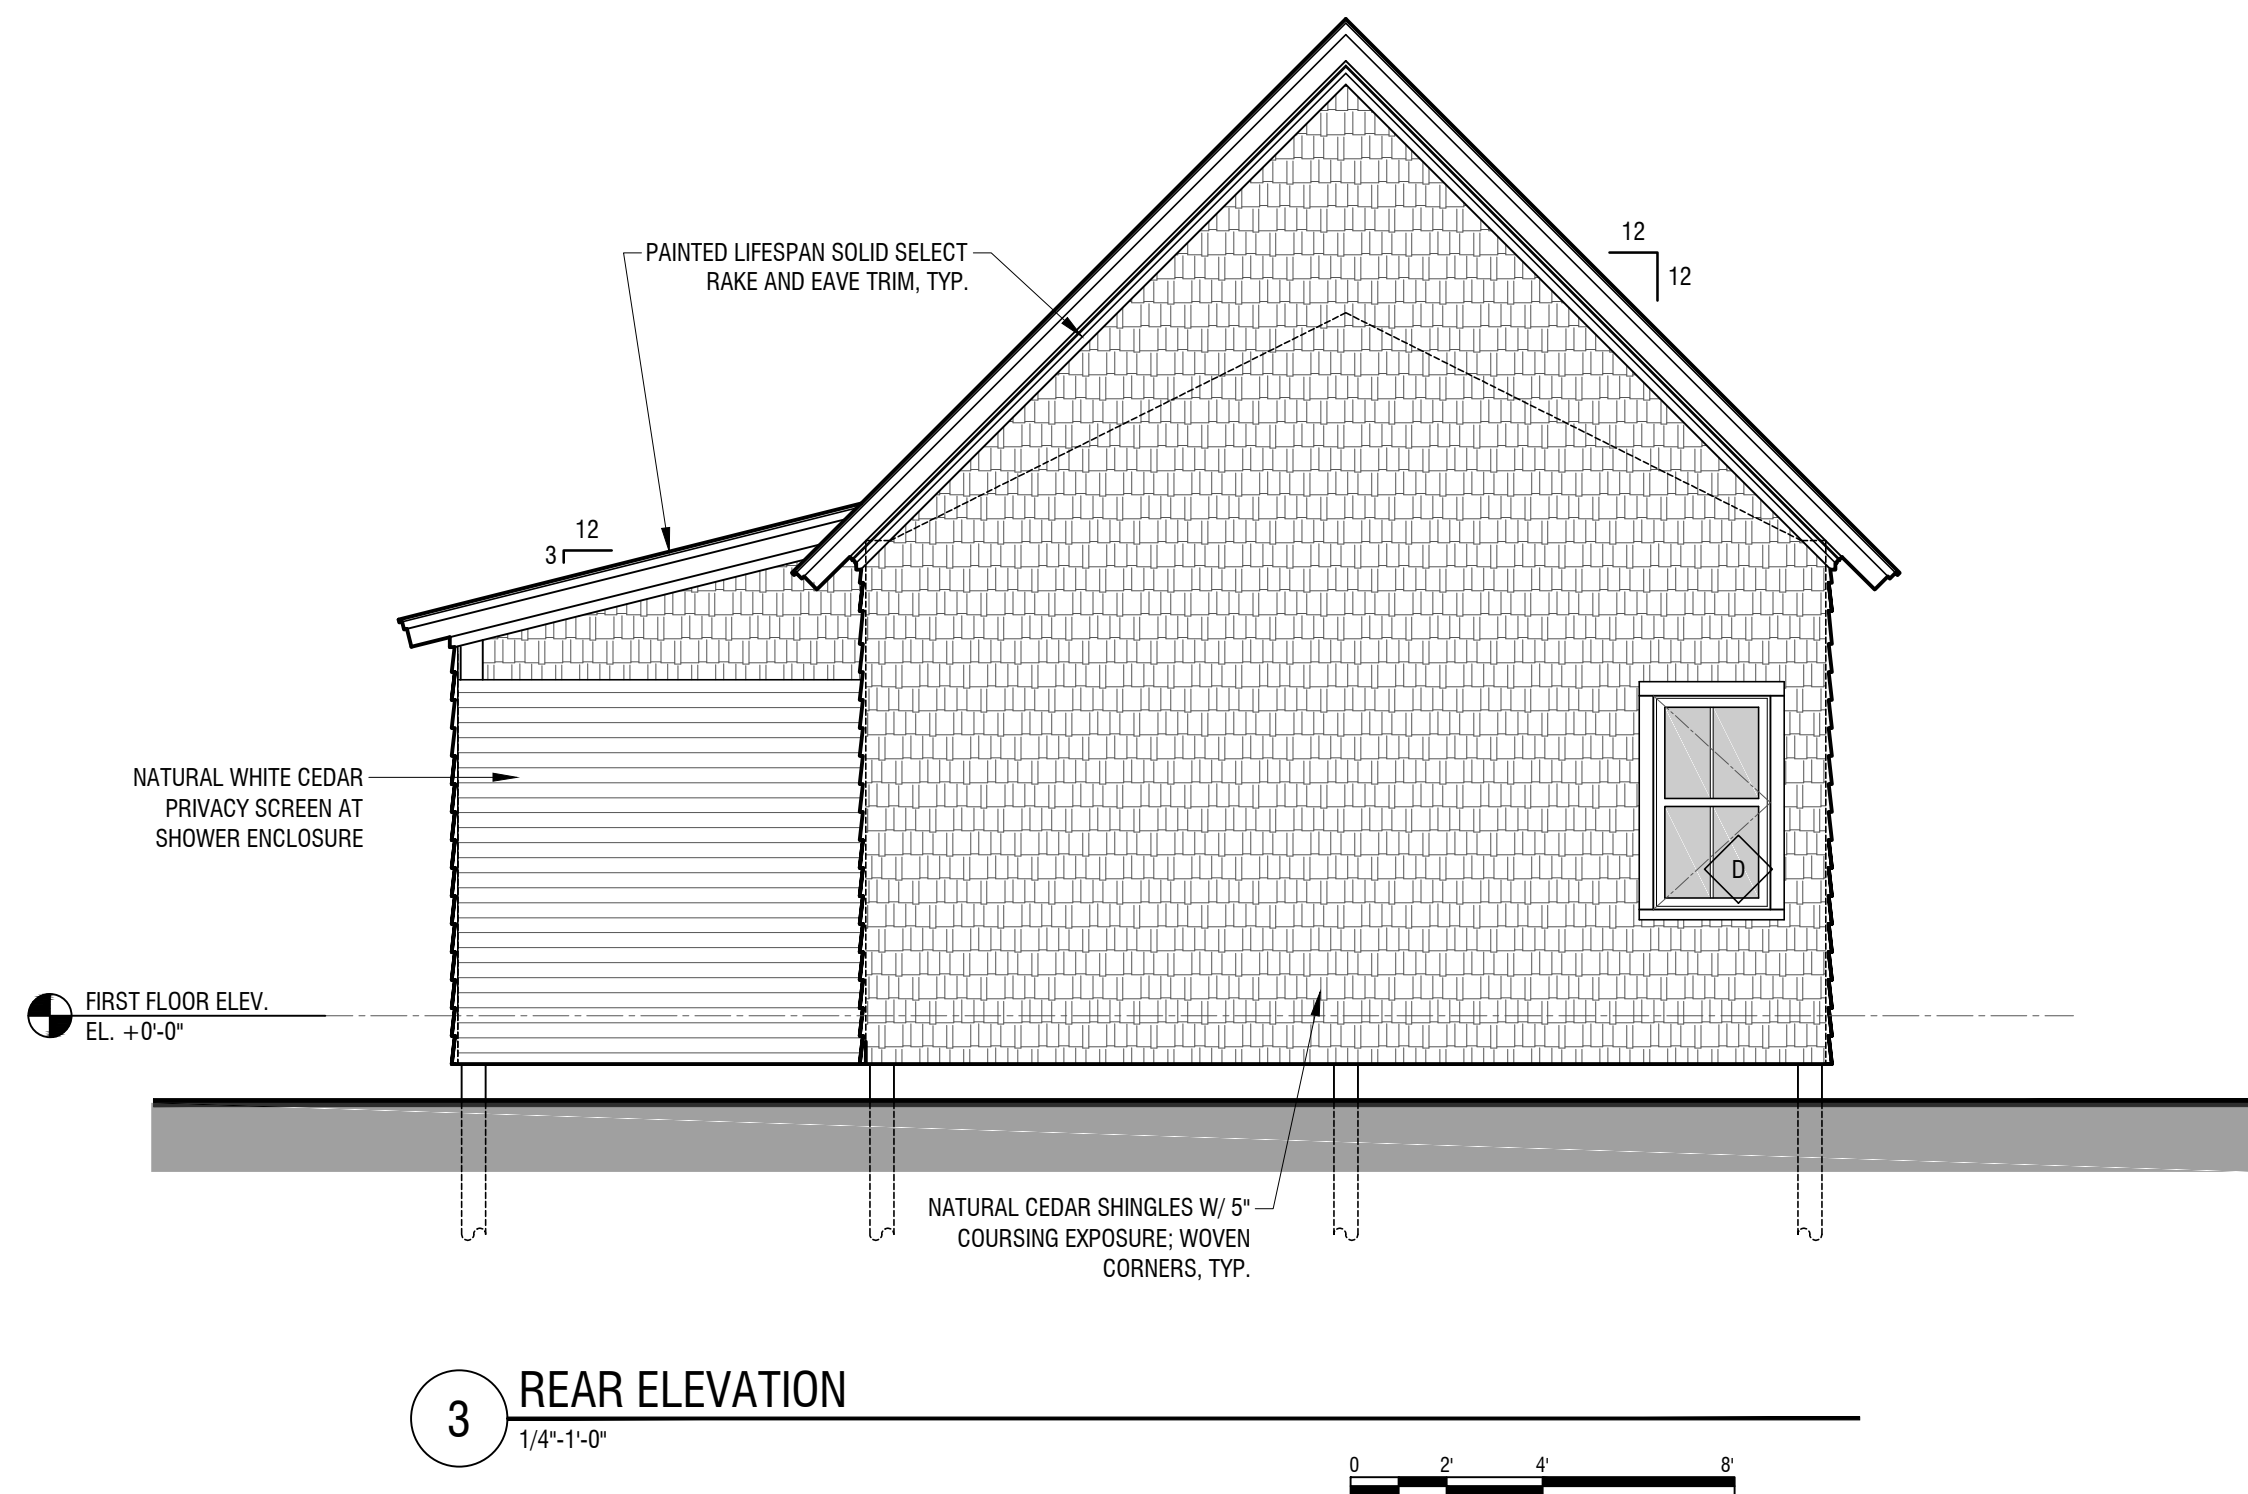 12
12
PAINTED LIFESPAN SOLID SELECT
RAKE AND EAVE TRIM, TYP.
12
3
NATURAL WHITE CEDAR
PRIVACY SCREEN AT
SHOWER ENCLOSURE
D
FIRST FLOOR ELEV.
EL. +0'-0"
NATURAL CEDAR SHINGLES W/ 5"
COURSING EXPOSURE; WOVEN
CORNERS, TYP.
3
REAR ELEVATION
1/4"-1'-0"
0 2' 4' 8'